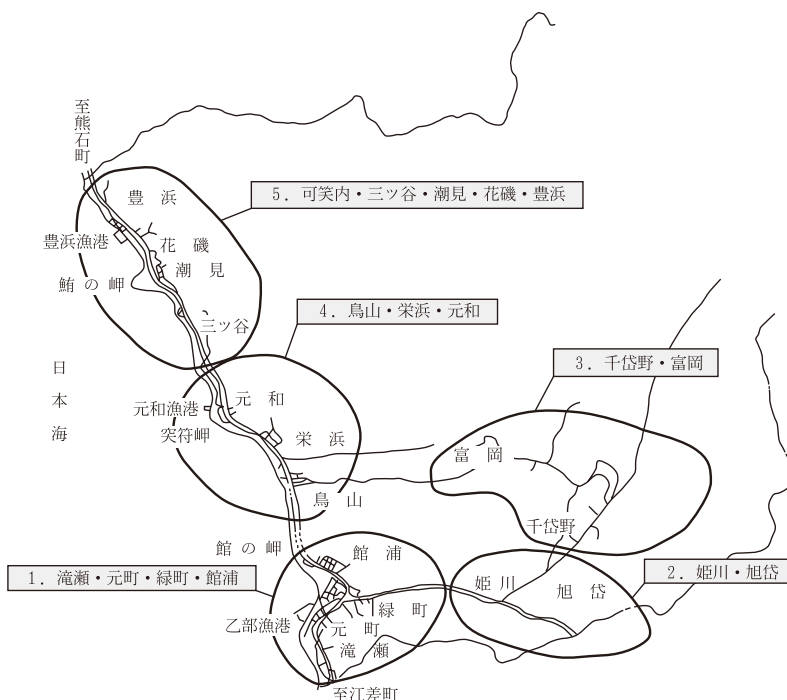 至熊石町
豊浜
5．可笑内・三ツ谷・潮見・花磯・豊浜
豊浜漁港
花磯
潮見
鮪の岬
三ツ谷
4．鳥山・栄浜・元和
日本海
3．千岱野・富岡
元和漁港
元和
突符岬
栄浜
富岡
鳥山
千岱野
館の岬
館浦
1．滝瀬・元町・緑町・館浦
2．姫川・旭岱
姫川
旭岱
緑町
乙部漁港
元町
滝瀬
至江差町